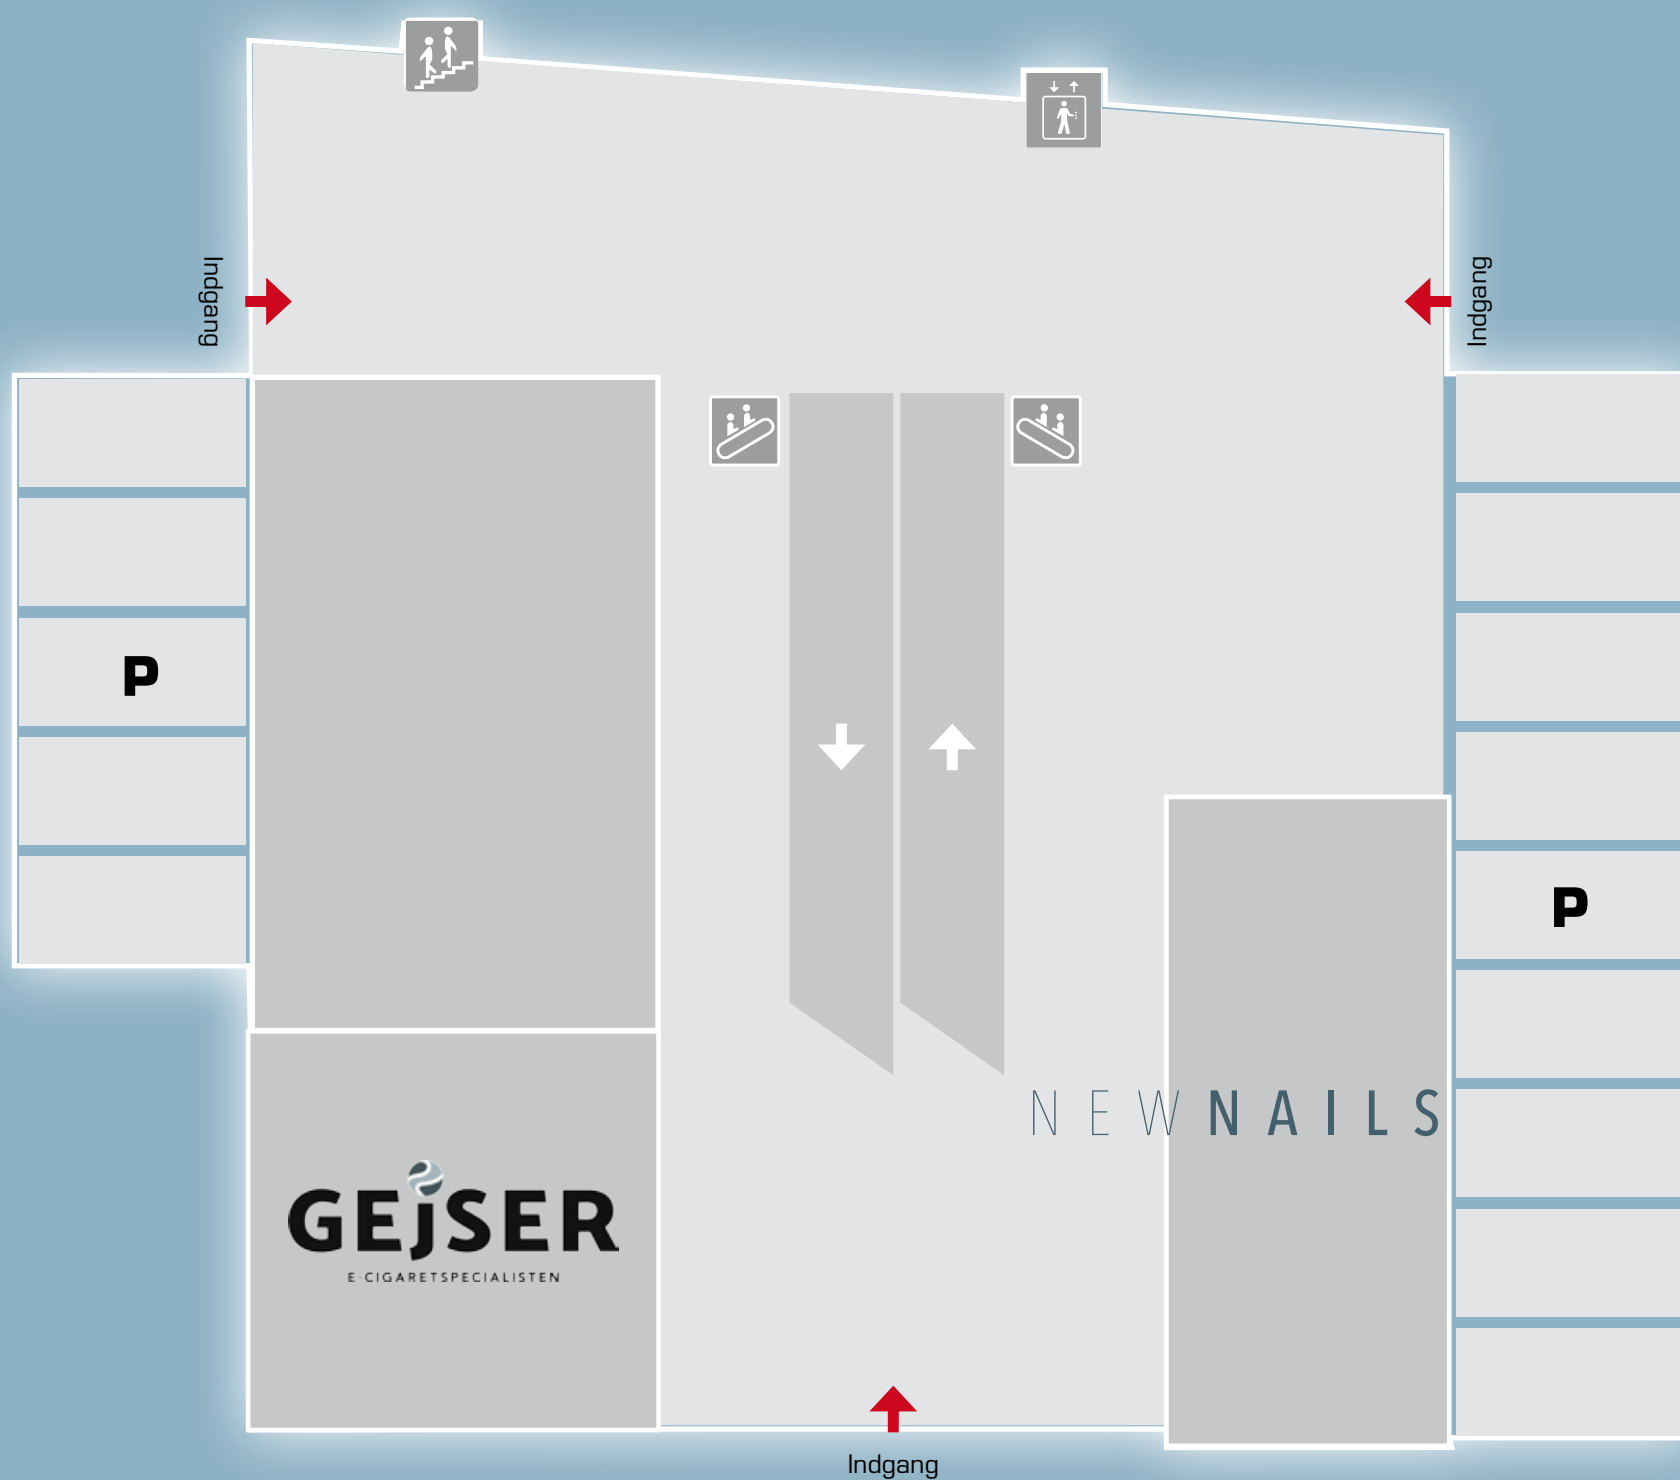 Indgang
Indgang
P
P
NEWNAILS
GEJSER
E-CIGARETSPECIALISTEN
Indgang